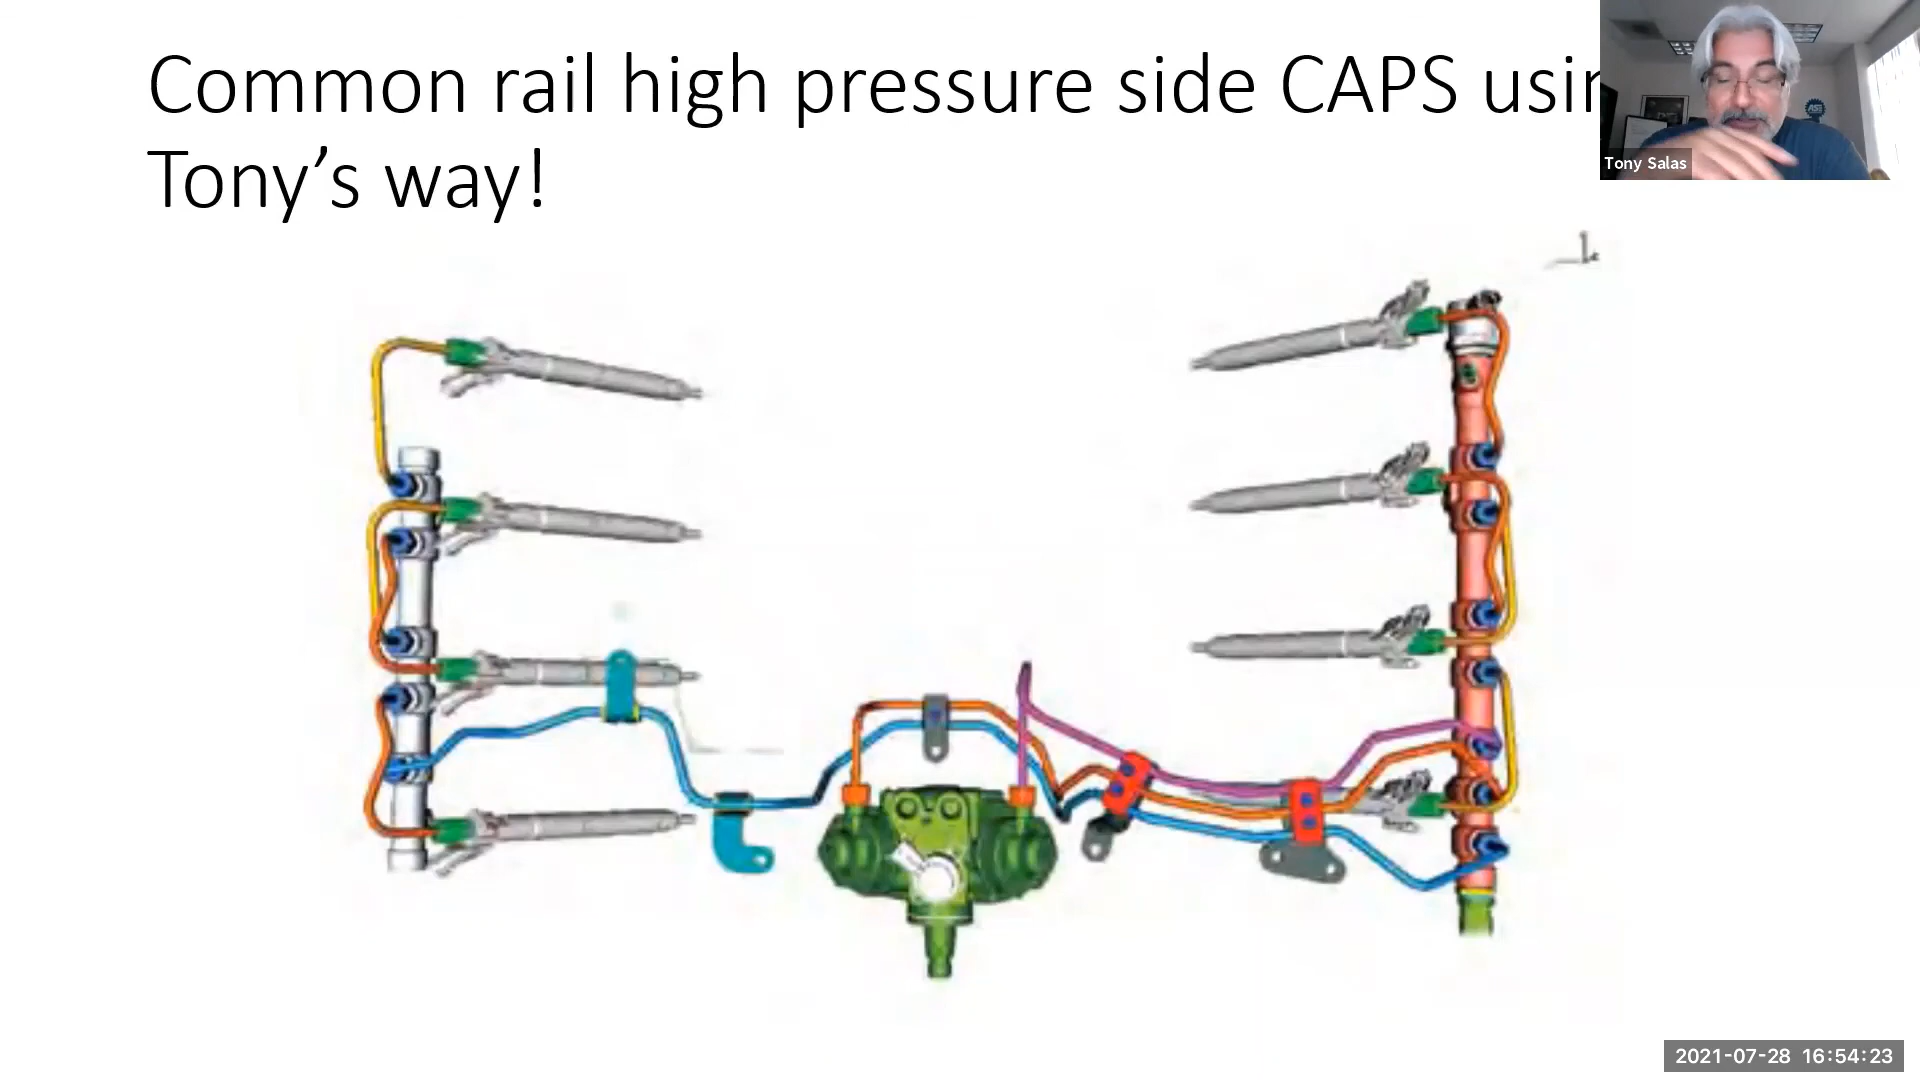 Common rail high pressure side CAPS usin
Tony’s way!
Tony Salas
2021-07-28 16:54:23